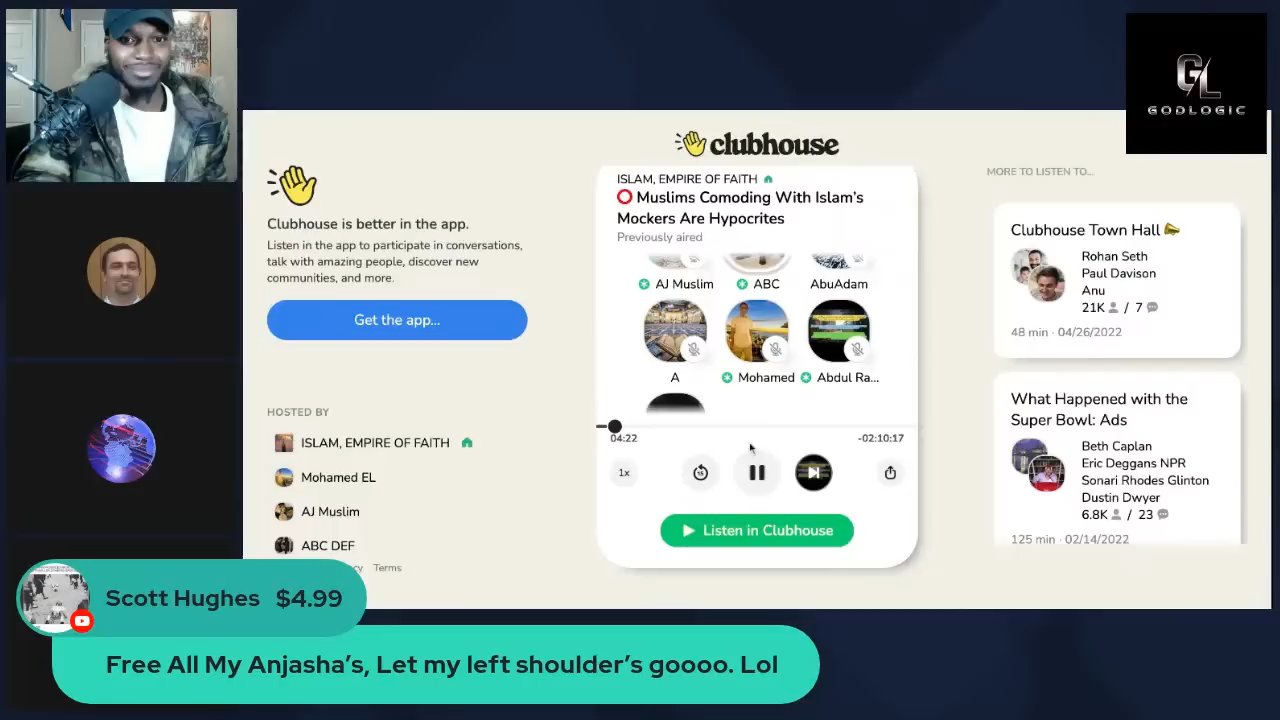 GL
GODLOGIC
clubhouse
Clubhouse is better in the app.
Listen in the app to participate in conversations,
talk with amazing people, discover new
communities, and more.
Get the app...
HOSTED BY
ISLAM, EMPIRE OF FAITH
Mohamed EL
AJ Muslim
ABC DEF
Terms
ISLAM, EMPIRE OF FAITH
Muslims Comoding With Islam's
Mockers Are Hypocrites
Previously aired
AJ Muslim
ABC
AbuAdam
A
Mohamed
Abdul Ra...
04:22
-02:10:17
1x
15
Listen in Clubhouse
MORE TO LISTEN TO...
Clubhouse Town Hall
Rohan Seth
Paul Davison
Anu
21K / 7
48 min · 04/26/2022
What Happened with the
Super Bowl: Ads
Beth Caplan
Eric Deggans NPR
Sonari Rhodes Glinton
Dustin Dwyer
6.8K / 23
125 min · 02/14/2022
Scott Hughes $4.99
Free All My Anjasha's, Let my left shoulder's goooo. Lol